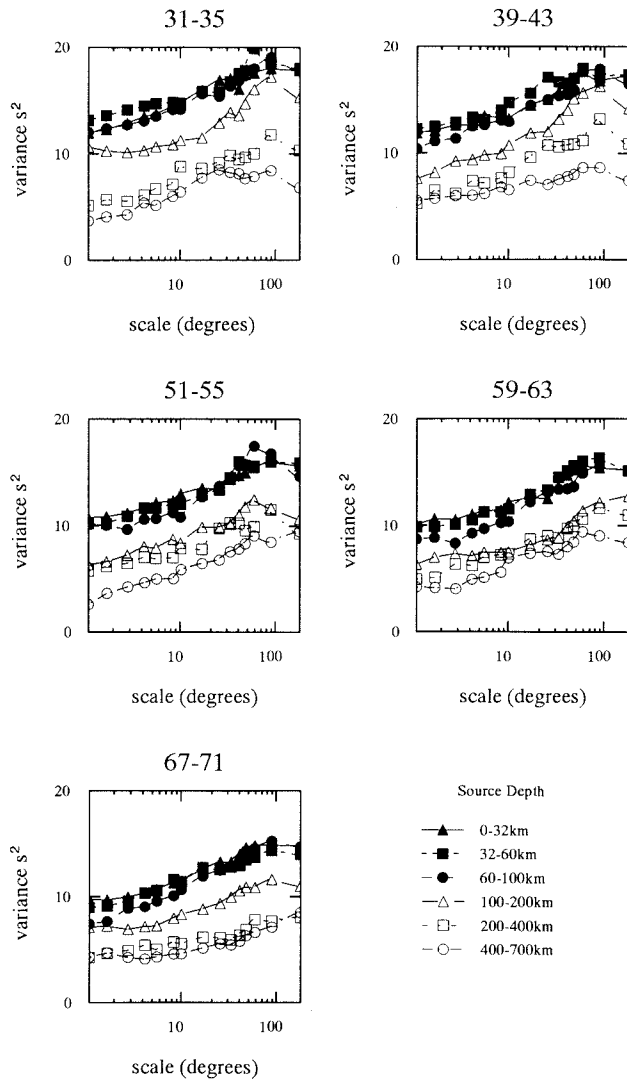 31-35
20
10
0
variance s²
10
100
scale (degrees)
39-43
20
10
0
variance s²
10
100
scale (degrees)
51-55
20
10
0
variance s²
10
100
scale (degrees)
59-63
20
10
0
variance s²
10
100
scale (degrees)
67-71
20
10
0
variance s²
10
100
scale (degrees)
Source Depth
0-32km
32-60km
60-100km
100-200km
200-400km
400-700km